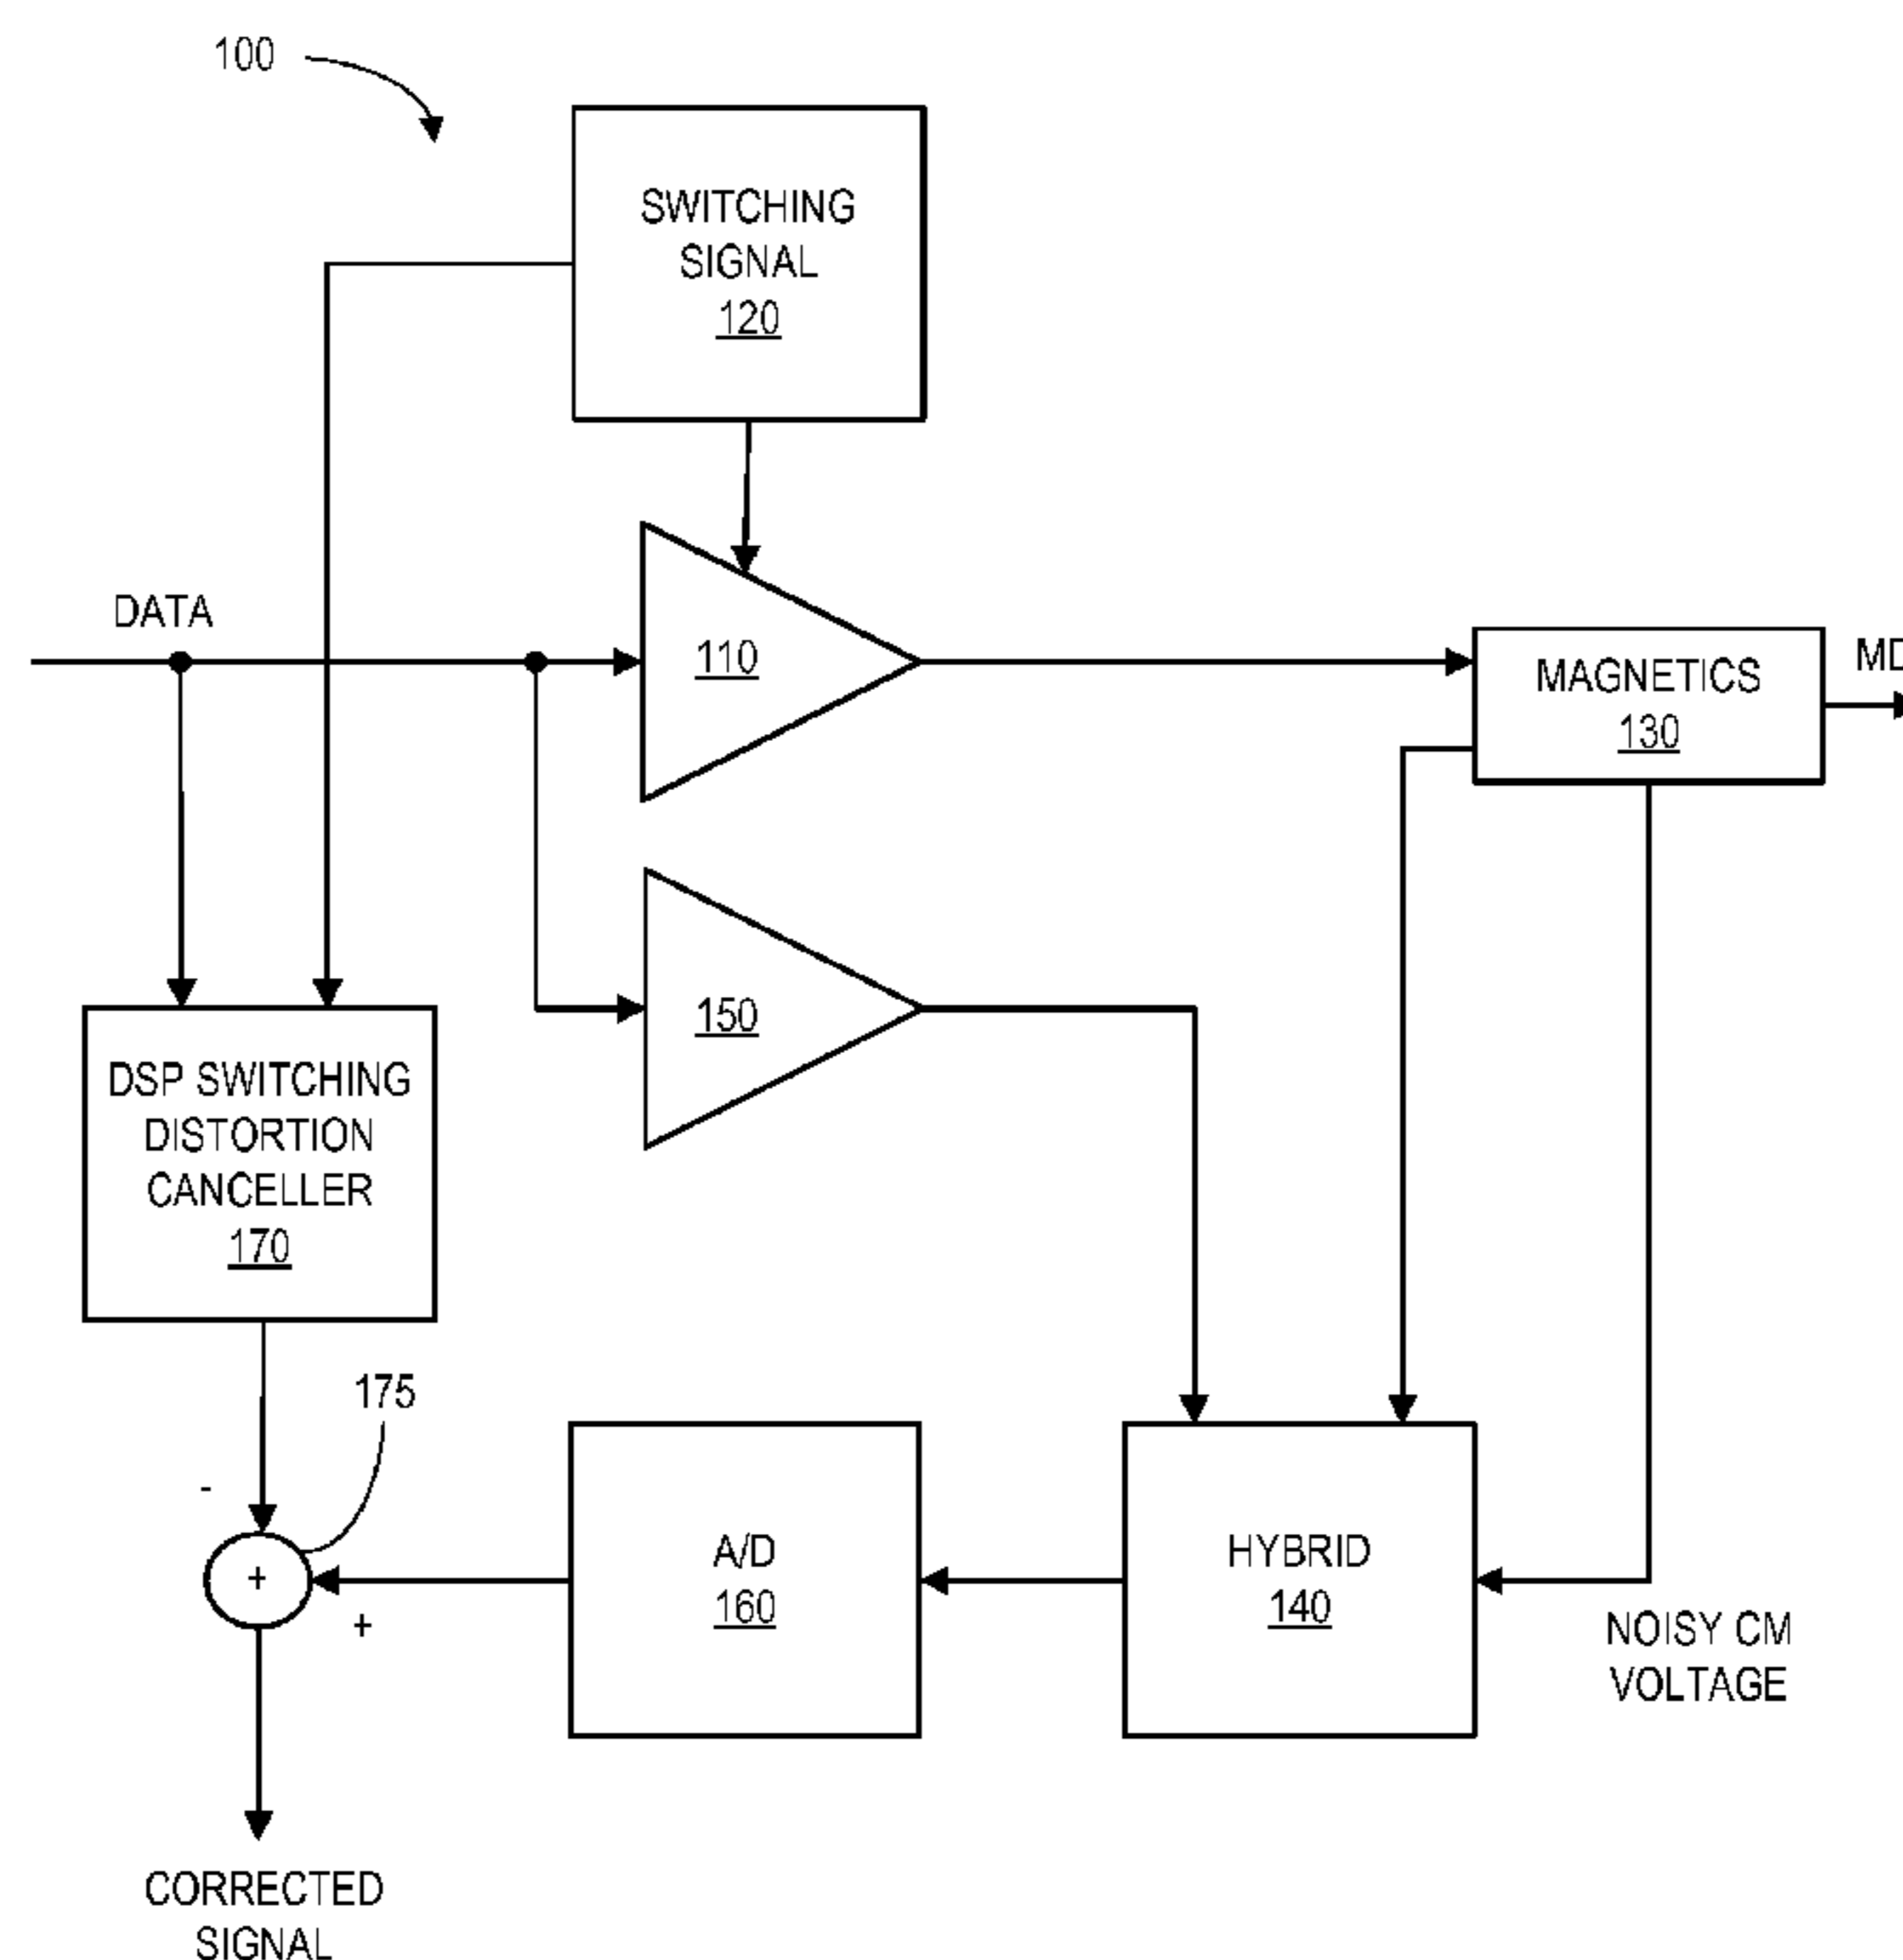 100
SWITCHING
SIGNAL
120
DATA
110
MAGNETICS
130
150
DSP SWITCHING
DISTORTION
CANCELLER
170
175
-
+
+
A/D
160
HYBRID
140
NOISY CM
VOLTAGE
CORRECTED
SIGNAL